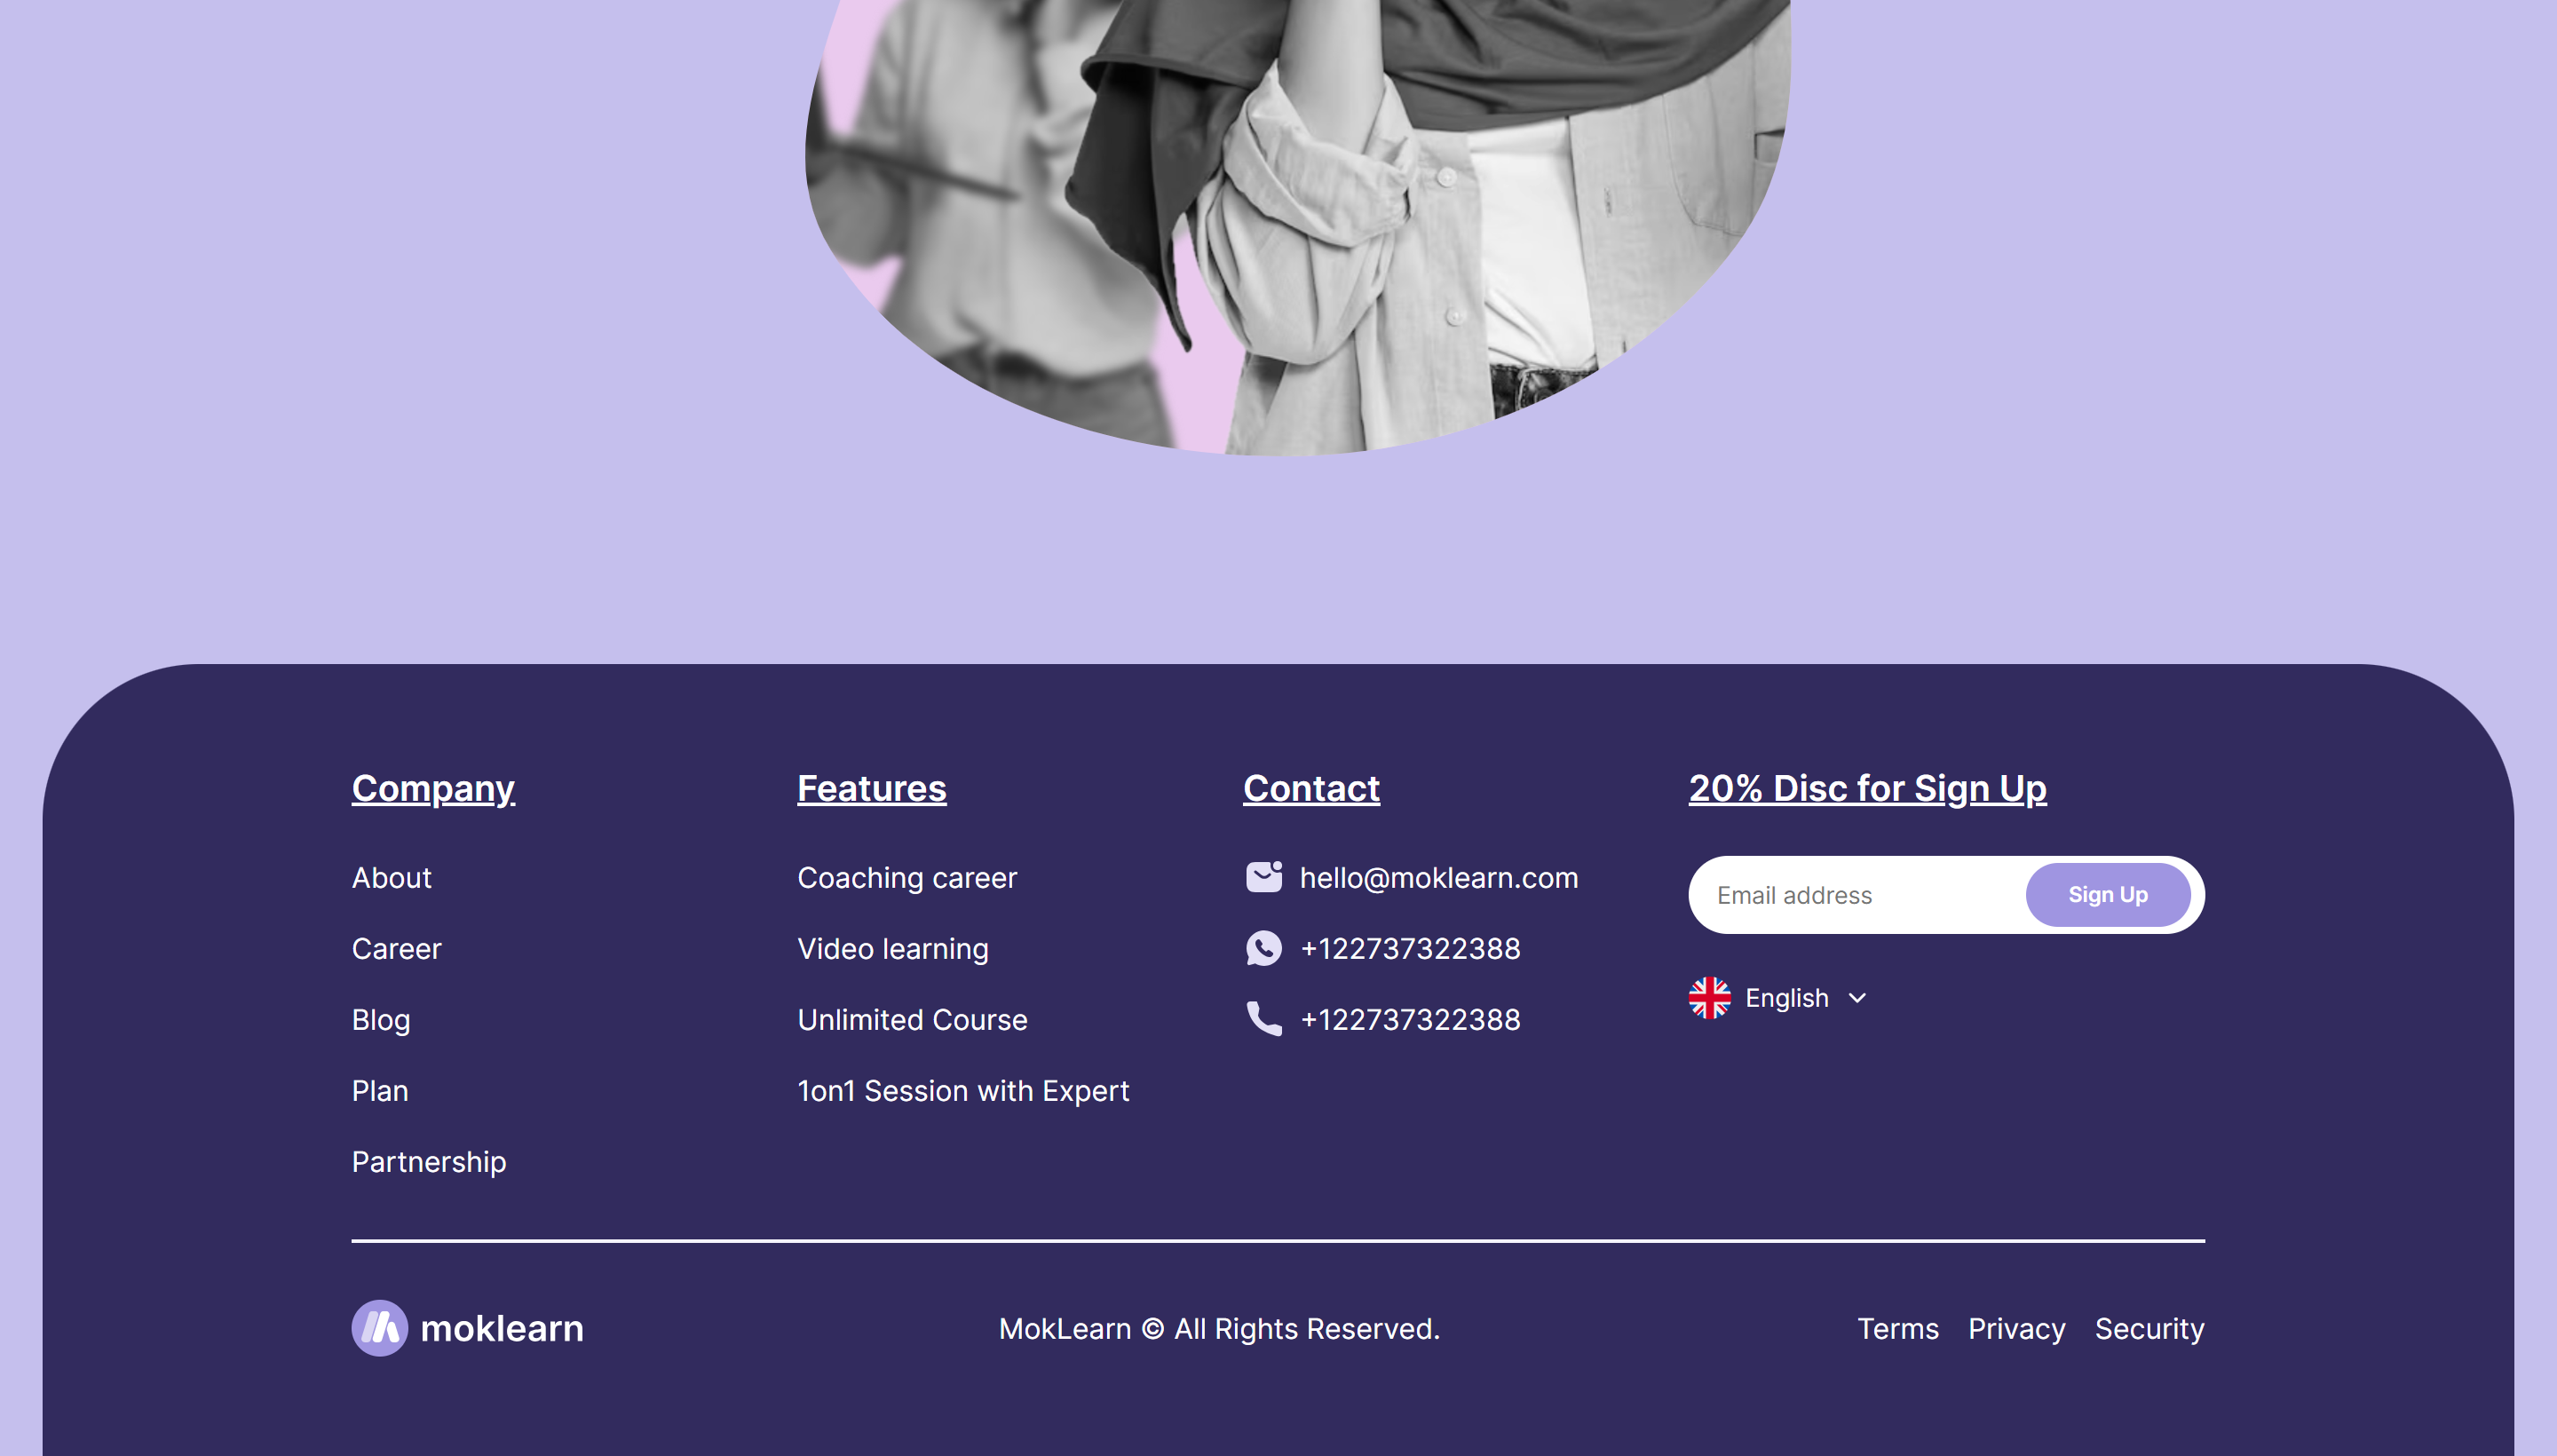 Company
About
Career
Blog
Plan
Partnership
Features
Coaching career
Video learning
Unlimited Course
1on1 Session with Expert
Contact
hello@moklearn.com
+122737322388
+122737322388
20% Disc for Sign Up
Email address
Sign Up
English
moklearn
MokLearn © All Rights Reserved.
Terms Privacy Security